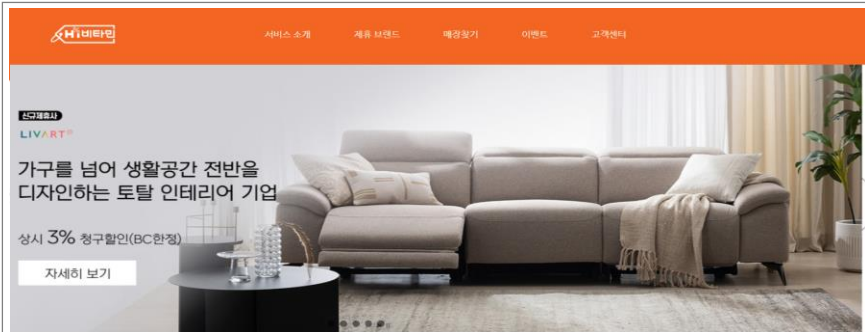 Hi비타민
서비스 소개
제휴 브랜드
매장찾기
이벤트
고객센터
신규제휴사
LIVART
가구를 넘어 생활공간 전반을
디자인하는 토탈 인테리어 기업
상시 3% 청구할인(BC한정)
자세히 보기